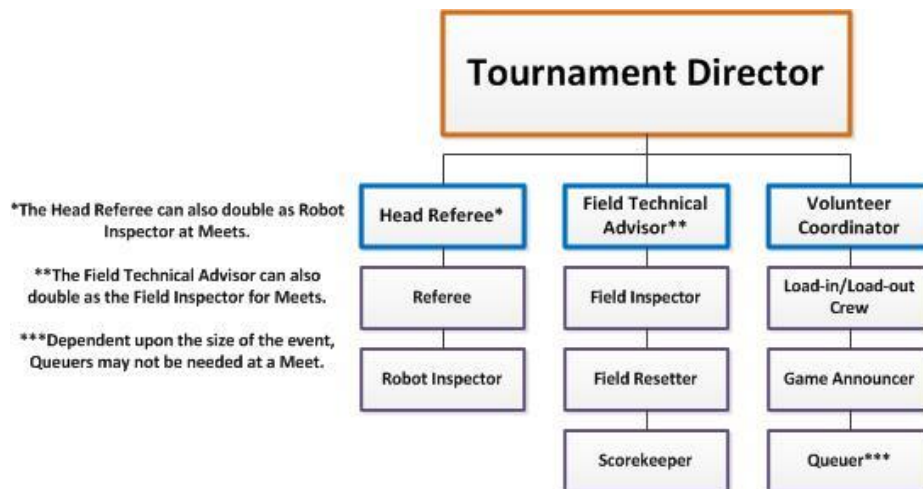 Tournament Director
*The Head Referee can also double as Robot
Inspector at Meets.
**The Field Technical Advisor can also
double as the Field Inspector for Meets.
***Dependent upon the size of the event,
Queuers may not be needed at a Meet.
Head Referee*
Referee
Robot Inspector
Field Technical
Advisor**
Field Inspector
Field Resetter
Scorekeeper
Volunteer
Coordinator
Load-in/Load-out
Crew
Game Announcer
Queuer***